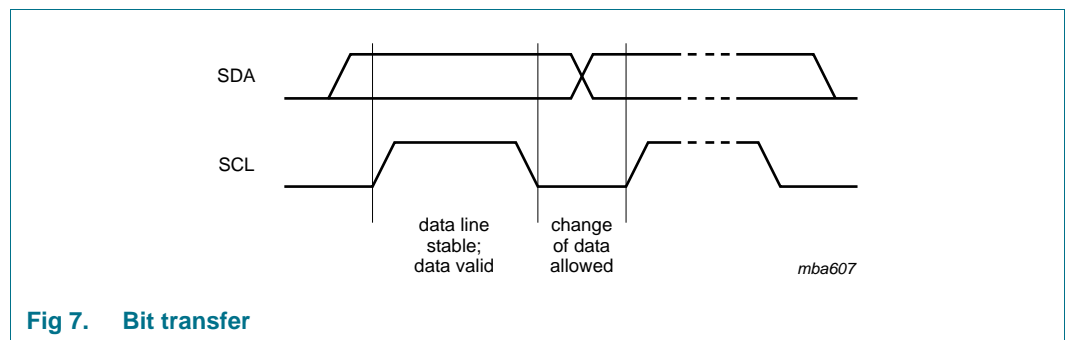 SDA
SCL
data line
stable;
data valid
change
of data
allowed
mba607
Fig 7. Bit transfer